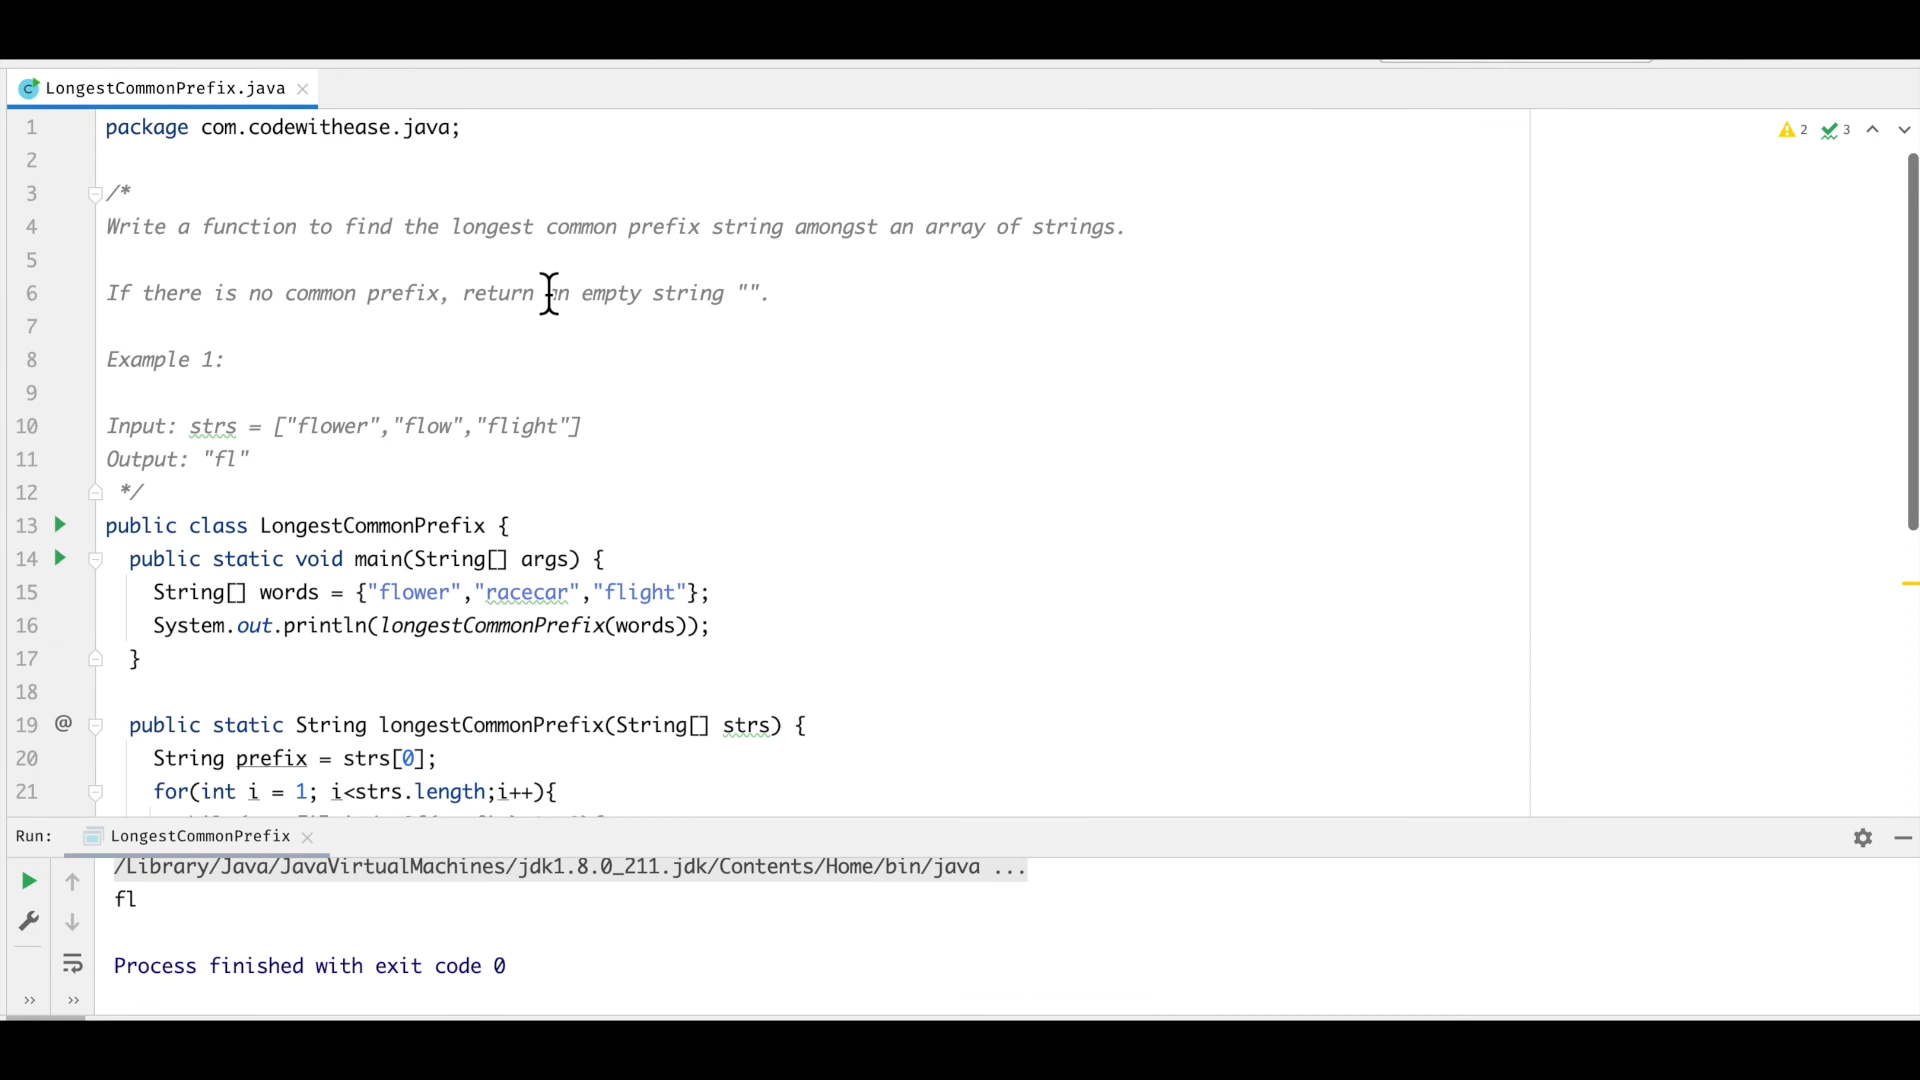 LongestCommonPrefix.java
2 3
1 package com.codewithease.java;
2
3 /*
4 Write a function to find the longest common prefix string amongst an array of strings.
5
6 If there is no common prefix, return an empty string "".
7
8 Example 1:
9
10 Input: strs = ["flower","flow","flight"]
11 Output: "fl"
12 */
13 public class LongestCommonPrefix {
14 public static void main(String[] args) {
15 String[] words = {"flower","racecar","flight"};
16 System.out.println(longestCommonPrefix(words));
17 }
18
19 @ public static String longestCommonPrefix(String[] strs) {
20 String prefix = strs[0];
21 for(int i = 1; i<strs.length;i++){
Run: LongestCommonPrefix
/Library/Java/JavaVirtualMachines/jdk1.8.0_211.jdk/Contents/Home/bin/java ...
fl
Process finished with exit code 0